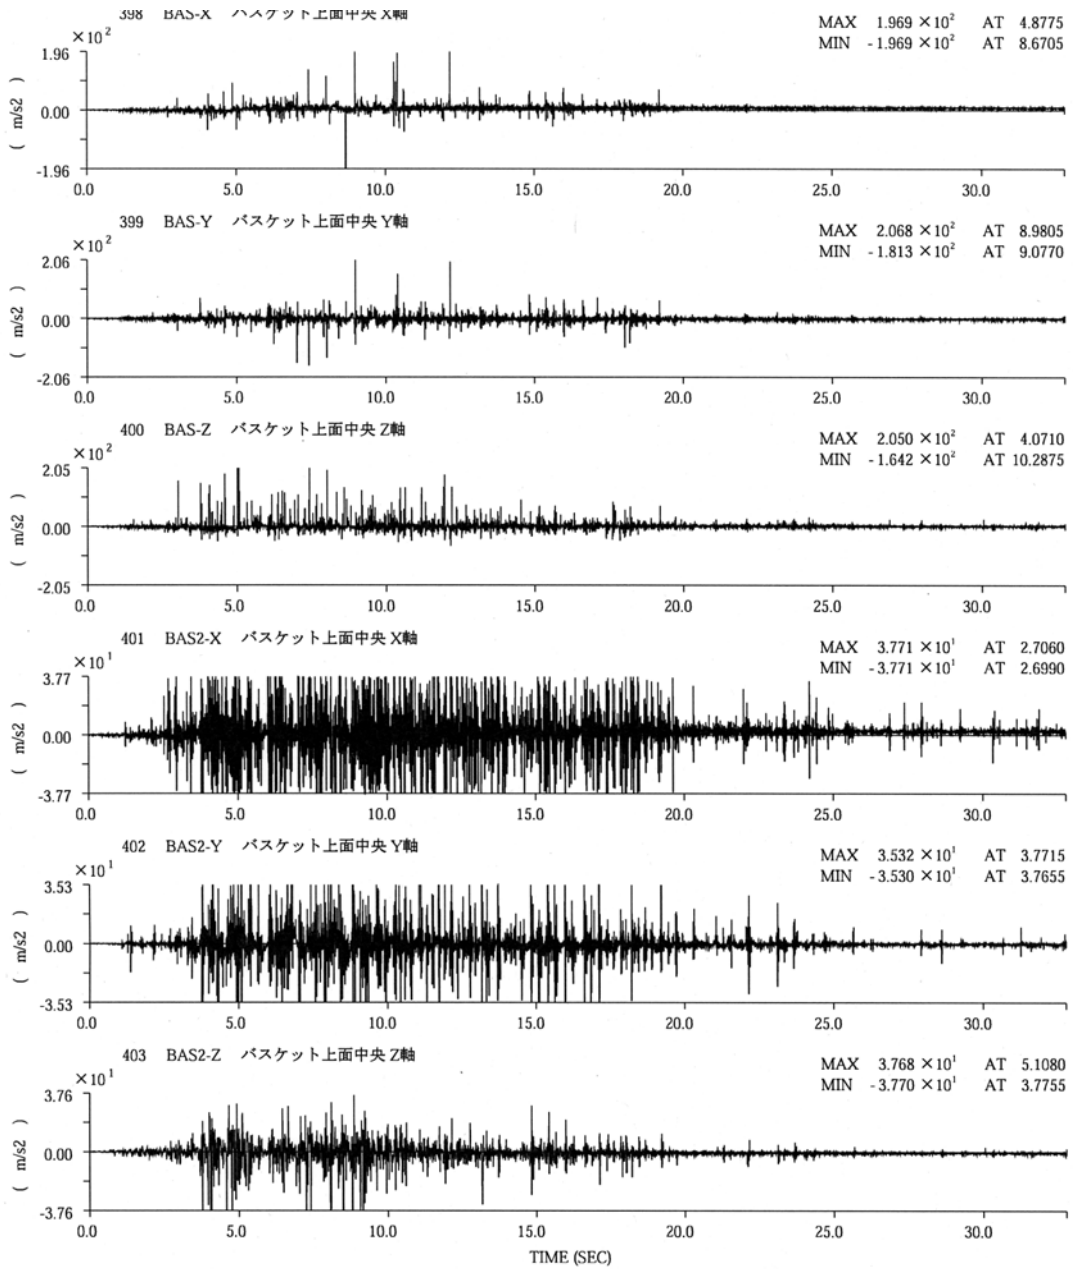 398 BAS-X バスケット上面中央 X軸
MAX 1.969 ×10² AT 4.8775
MIN -1.969 ×10² AT 8.6705
×10²
1.96
0.00
-1.96
( m/s2 )
0.0 5.0 10.0 15.0 20.0 25.0 30.0
399 BAS-Y バスケット上面中央 Y軸
MAX 2.068 ×10² AT 8.9805
MIN -1.813 ×10² AT 9.0770
×10²
2.06
0.00
-2.06
( m/s2 )
0.0 5.0 10.0 15.0 20.0 25.0 30.0
400 BAS-Z バスケット上面中央 Z軸
MAX 2.050 ×10² AT 4.0710
MIN -1.642 ×10² AT 10.2875
×10²
2.05
0.00
-2.05
( m/s2 )
0.0 5.0 10.0 15.0 20.0 25.0 30.0
401 BAS2-X バスケット上面中央 X軸
MAX 3.771 ×10¹ AT 2.7060
MIN -3.771 ×10¹ AT 2.6990
×10¹
3.77
0.00
-3.77
( m/s2 )
0.0 5.0 10.0 15.0 20.0 25.0 30.0
402 BAS2-Y バスケット上面中央 Y軸
MAX 3.532 ×10¹ AT 3.7715
MIN -3.530 ×10¹ AT 3.7655
×10¹
3.53
0.00
-3.53
( m/s2 )
0.0 5.0 10.0 15.0 20.0 25.0 30.0
403 BAS2-Z バスケット上面中央 Z軸
MAX 3.768 ×10¹ AT 5.1080
MIN -3.770 ×10¹ AT 3.7755
×10¹
3.76
0.00
-3.76
( m/s2 )
0.0 5.0 10.0 15.0 20.0 25.0 30.0
TIME (SEC)